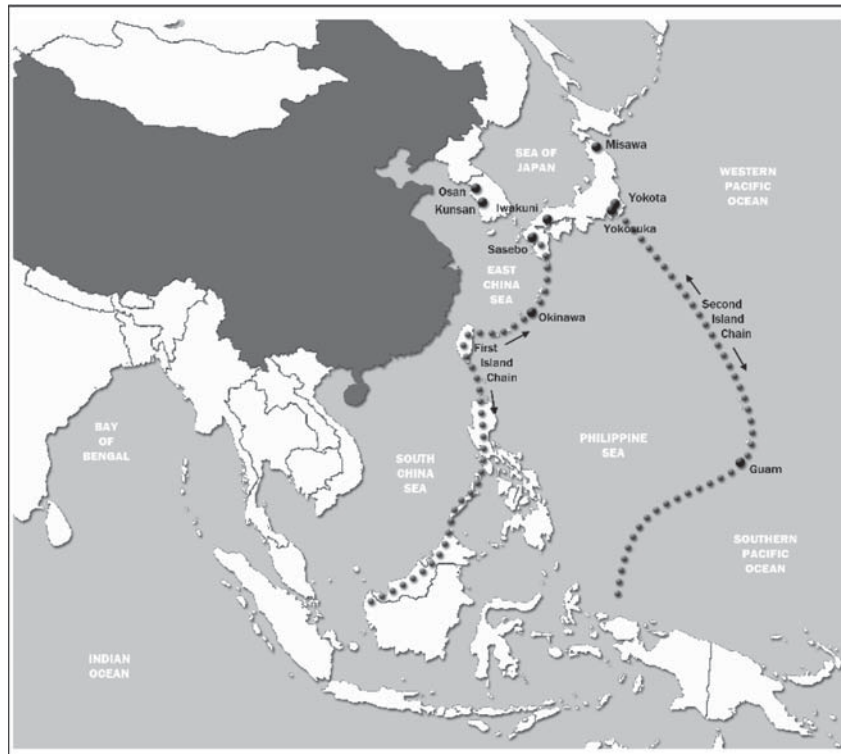 Misawa
SEA OF
JAPAN
WESTERN
PACIFIC
OCEAN
Osan
Kunsan
Iwakuni
Yokota
Yokosuka
Sasebo
EAST
CHINA
SEA
Okinawa
Second
Island
Chain
First
Island
Chain
BAY
OF
BENGAL
SOUTH
CHINA
SEA
PHILIPPINE
SEA
Guam
SOUTHERN
PACIFIC
OCEAN
INDIAN
OCEAN